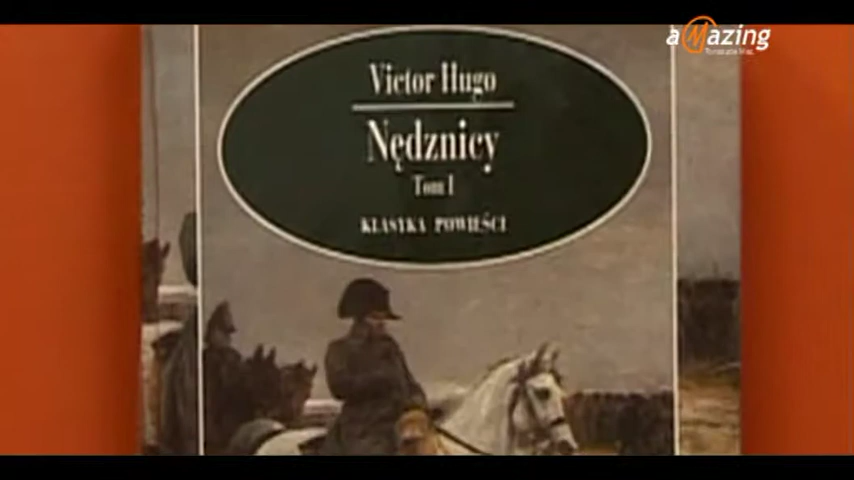 aMazing
Victor Hugo
Nędznicy
Tom I
KLASYKA POWIEŚCI